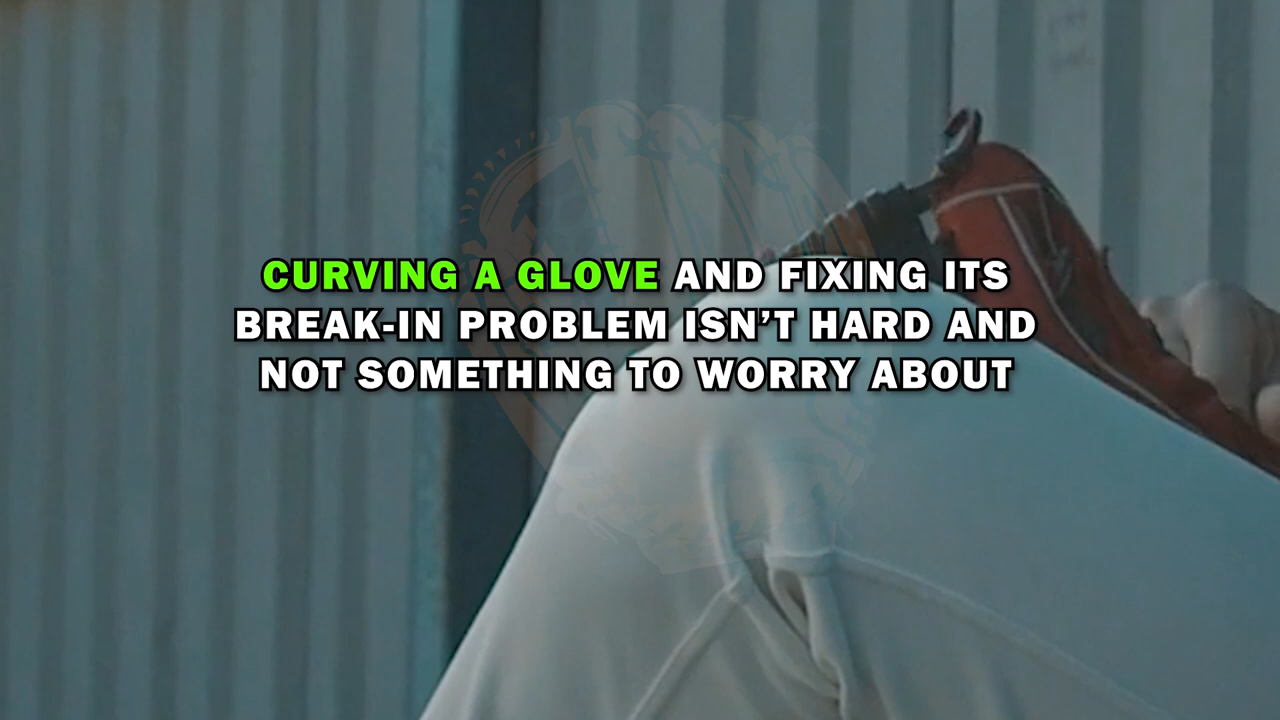 CURVING A GLOVE AND FIXING ITS
BREAK-IN PROBLEM ISN’T HARD AND
NOT SOMETHING TO WORRY ABOUT